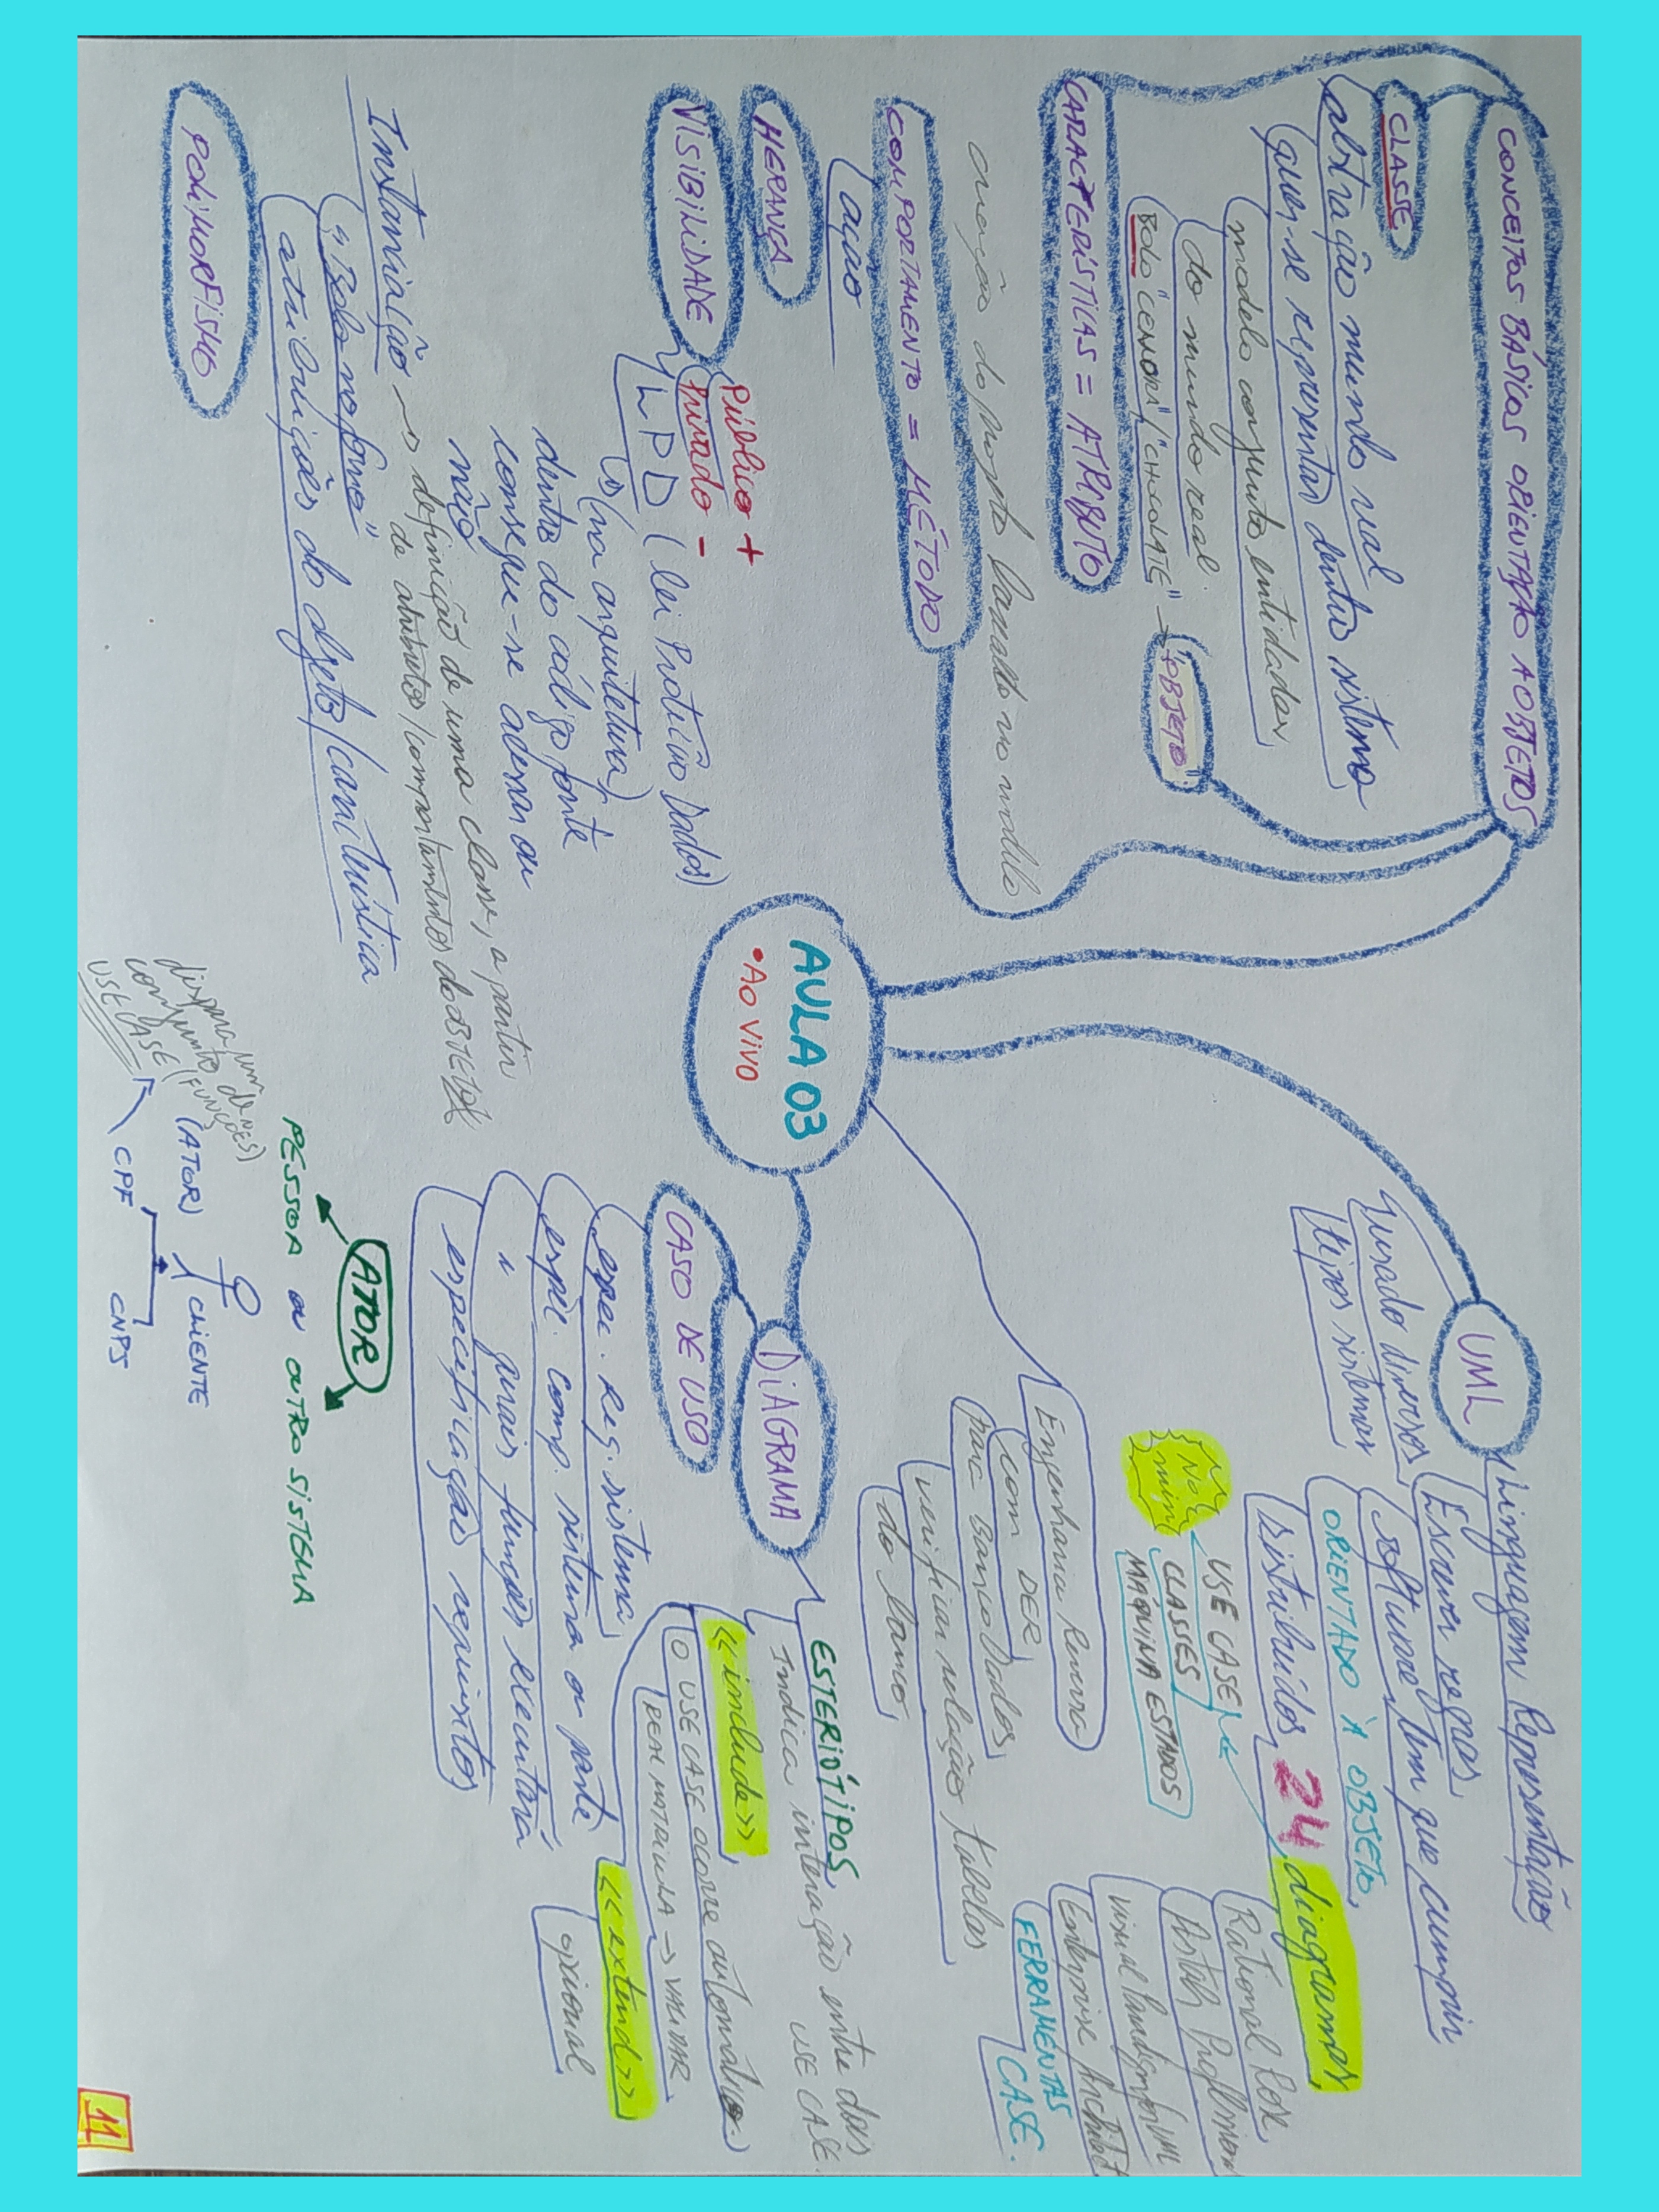 CONCEITOS BÁSICOS ORIENTAÇÃO A OBJETOS
CLASSE
abstração mundo real
quer-se representar dentro sistema
modelo conjunto entidades
do mundo real.
BOLO "CENOURA" / "CHOCOLATE" → "OBJETO"
CARACTERÍSTICAS = ATRIBUTO
criação do projeto baseado no modelo
COMPORTAMENTO = MÉTODO
ação
HERANÇA
VISIBILIDADE
Público +
Privado -
LPD (lei Proteção Dados)
↳ (na arquitetura)
dentro do código fonte
consegue-se acessar ou
não
Instanciação → definição de uma classe, a partir
de atributos/comportamentos do OBJETO
"Bolo no forno"
atribuições do objeto/característica
POLIMORFISMO
AULA 03
• AO VIVO
UML
Linguagem Representação
Escrever regras
software tem que cumprir
ORIENTADO À OBJETO
distribuídos 24 diagramas
usado diversos
tipos sistemas
No
min
USE CASE
CLASSES
MÁQUINA ESTADOS
Rational Rose
Astah Professional
Visual Paradigm for UML
Enterprise Architect
FERRAMENTAS
CASE.
Engenharia Reversa
com DER
para Banco Dados
verificar relação tabelas
do banco
DIAGRAMA
CASO DE USO
espec. Req. sistema
espec. comp. sistema ou parte
" quais funções executará
especificação requisitos
ESTERIÓTIPOS
Indica interação entre dois
USE CASE.
<<include>>
O USE CASE ocorre automático.
REAL MATRICULA → VALIDAR
<<extend>>
opcional
ATOR
PESSOA ou OUTRO SISTEMA
dispara um
conjunto de
USE CASE (FUNÇÕES)
(ATOR)
CLIENTE
CPF
CNPJ
11